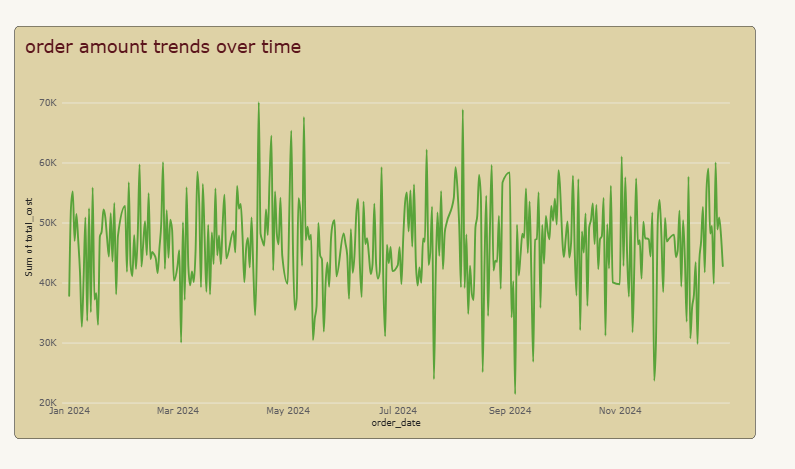 order amount trends over time
70K
60K
50K
40K
30K
20K
Sum of total_cost
Jan 2024 Mar 2024 May 2024 Jul 2024 Sep 2024 Nov 2024
order_date